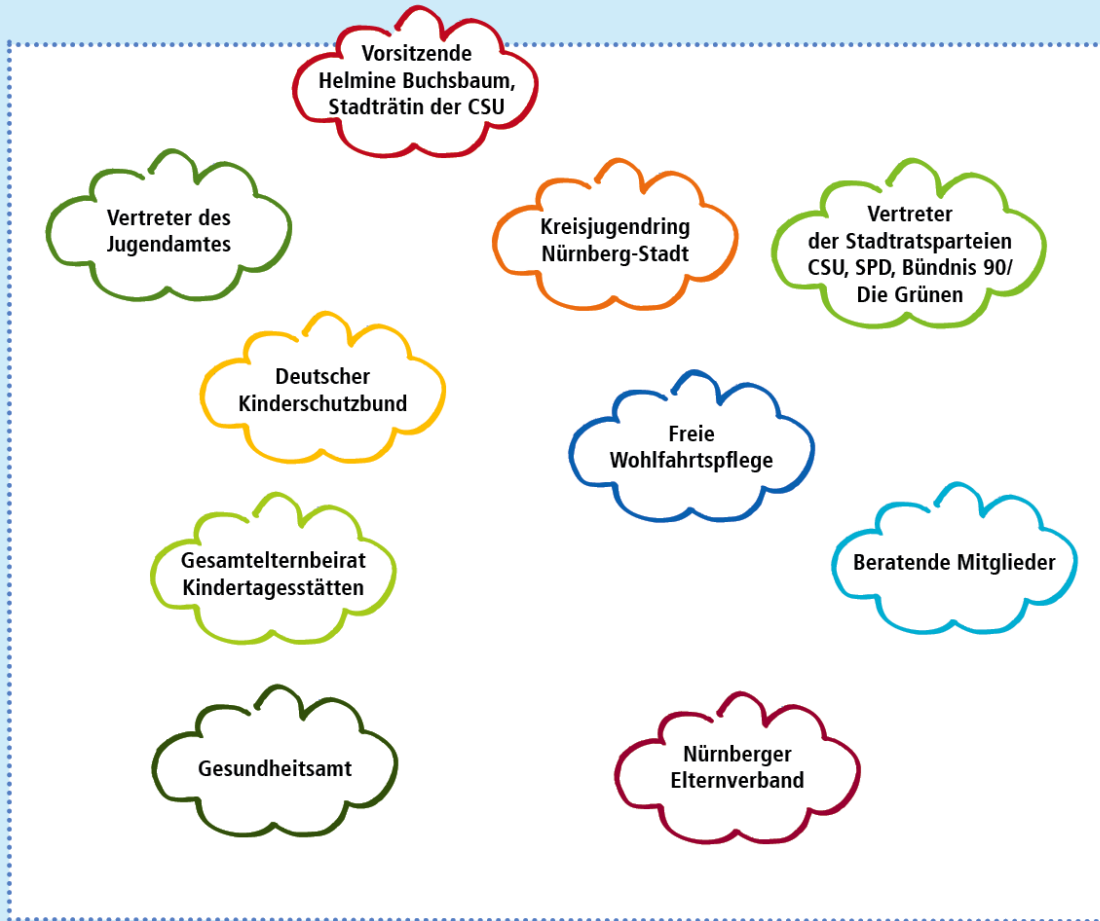 Vorsitzende
Helmine Buchsbaum,
Stadträtin der CSU
Vertreter des
Jugendamtes
Kreisjugendring
Nürnberg-Stadt
Vertreter
der Stadtratsparteien
CSU, SPD, Bündnis 90/
Die Grünen
Deutscher
Kinderschutzbund
Freie
Wohlfahrtspflege
Gesamtelternbeirat
Kindertagesstätten
Beratende Mitglieder
Gesundheitsamt
Nürnberger
Elternverband